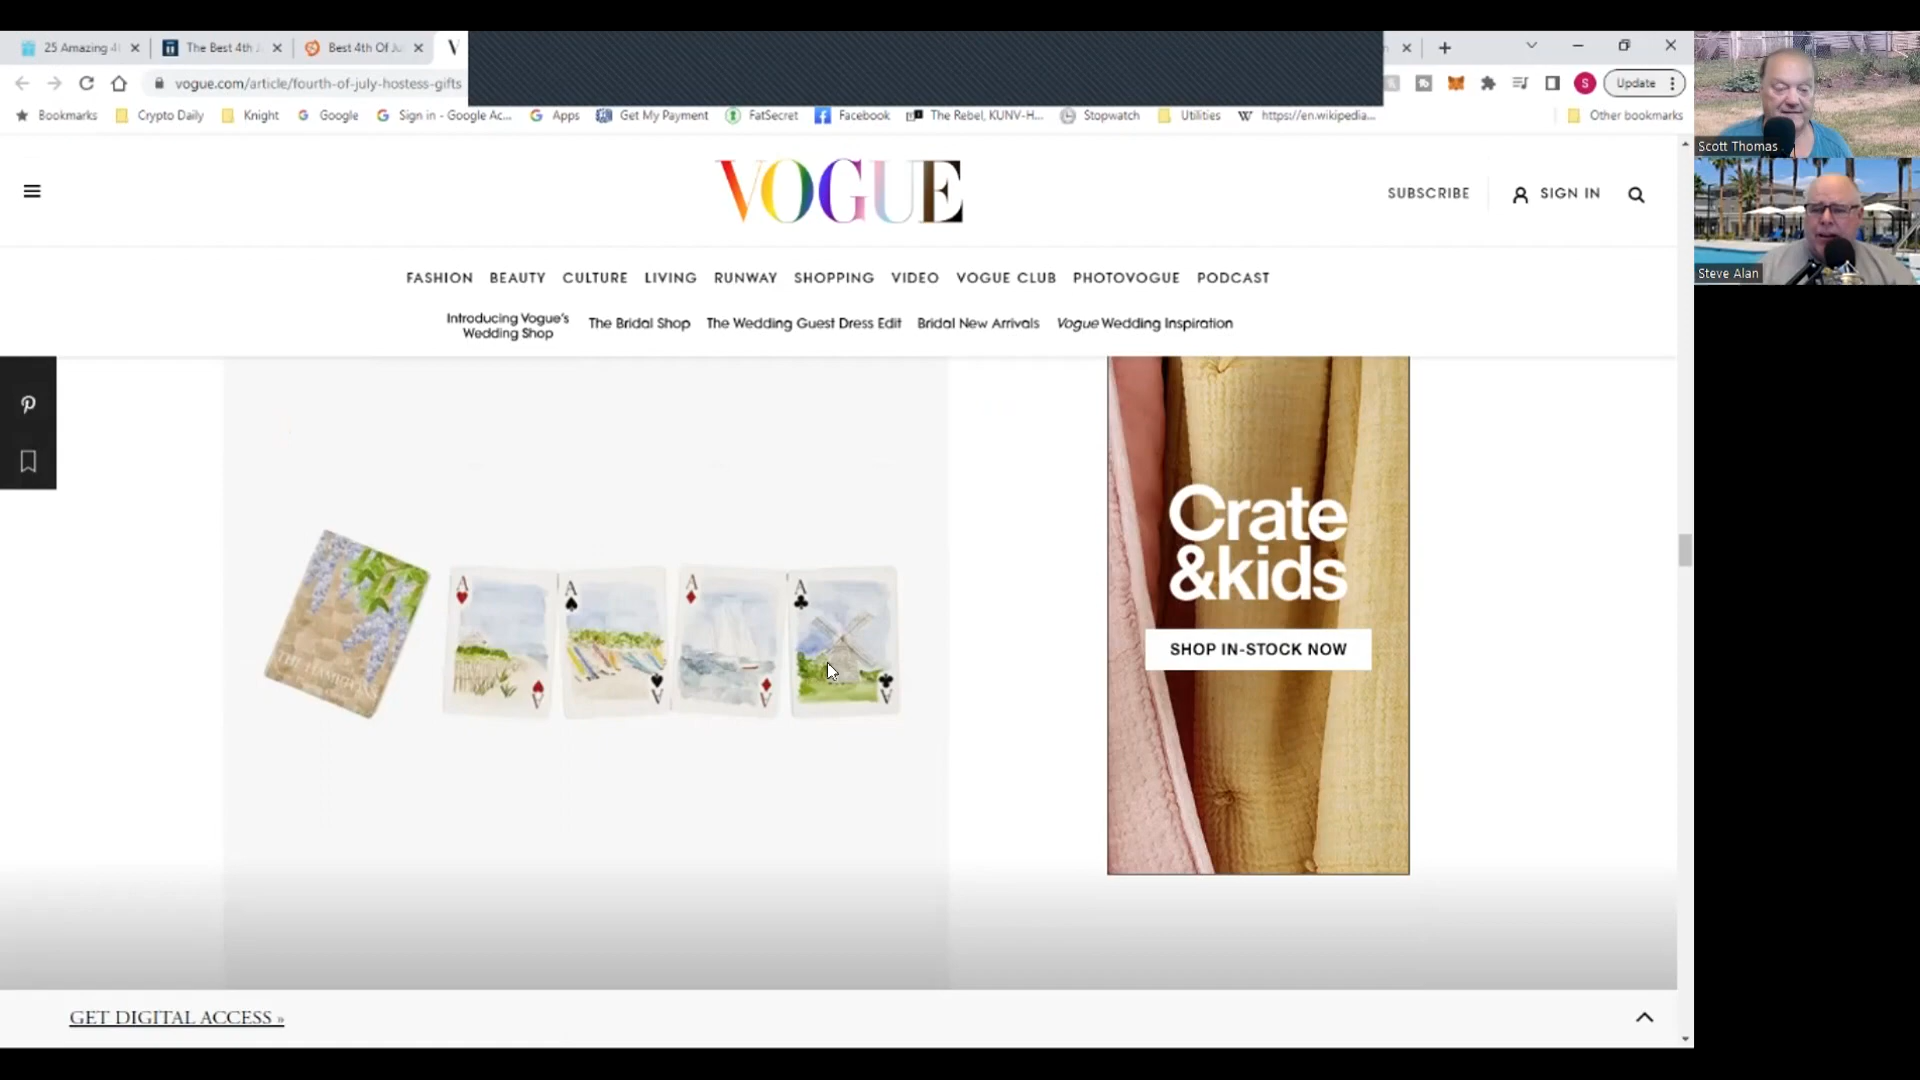 25 Amazing 4
The Best 4th J
Best 4th Of Ju
V
vogue.com/article/fourth-of-july-hostess-gifts
Update
Bookmarks
Crypto Daily
Knight
Google
Sign in - Google Ac...
Apps
Get My Payment
FatSecret
Facebook
The Rebel, KUNV-H...
Stopwatch
Utilities
https://en.wikipedia...
Other bookmarks
Scott Thomas
Steve Alan
VOGUE
SUBSCRIBE
SIGN IN
FASHION BEAUTY CULTURE LIVING RUNWAY SHOPPING VIDEO VOGUE CLUB PHOTOVOGUE PODCAST
Introducing Vogue's
Wedding Shop
The Bridal Shop
The Wedding Guest Dress Edit
Bridal New Arrivals
Vogue Wedding Inspiration
THE HAMPTONS
A
A
A
A
A
A
A
A
Crate
&kids
SHOP IN-STOCK NOW
GET DIGITAL ACCESS »